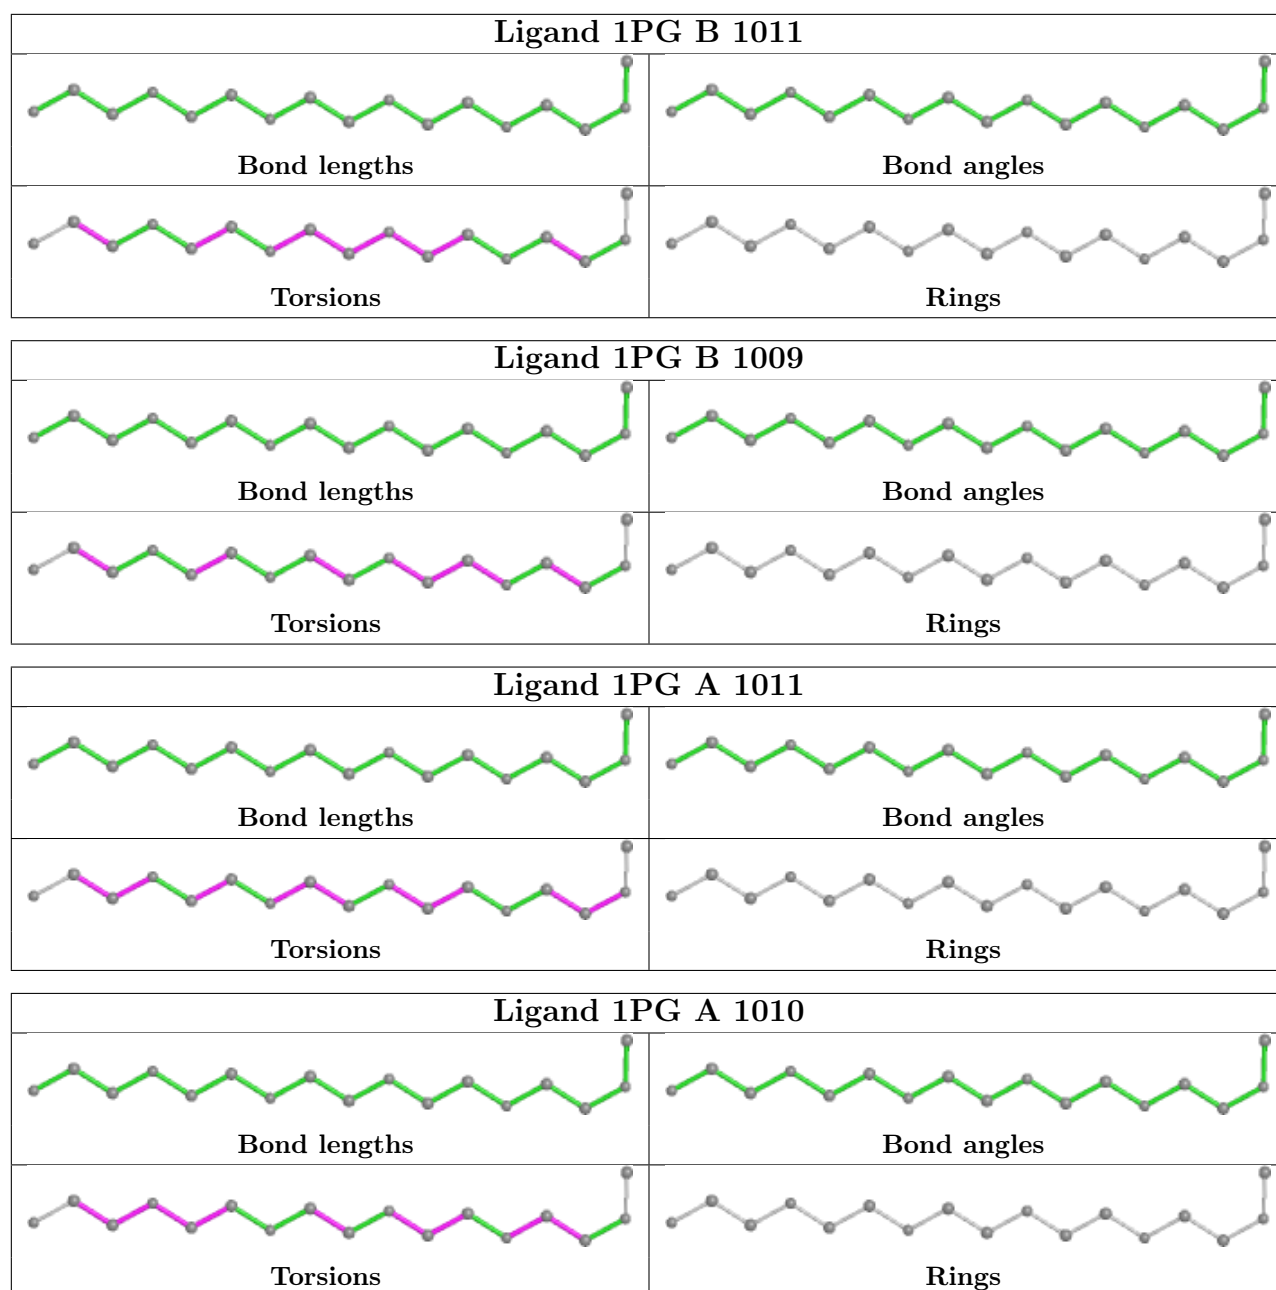 Ligand 1PG B 1011
Bond lengths
Bond angles
Torsions
Rings
Ligand 1PG B 1009
Bond lengths
Bond angles
Torsions
Rings
Ligand 1PG A 1011
Bond lengths
Bond angles
Torsions
Rings
Ligand 1PG A 1010
Bond lengths
Bond angles
Torsions
Rings